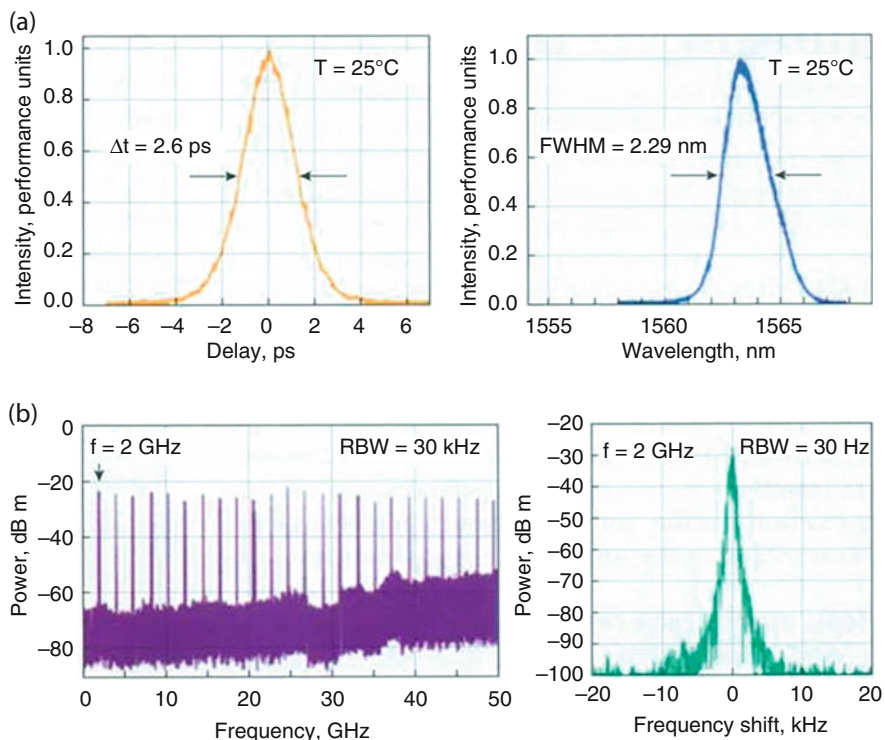 (a)
Intensity, performance units
1.0
0.8
0.6
0.4
0.2
0.0
T = 25°C
Δt = 2.6 ps
–8 –6 –4 –2 0 2 4 6
Delay, ps
Intensity, performance units
1.0
0.8
0.6
0.4
0.2
0.0
T = 25°C
FWHM = 2.29 nm
1555 1560 1565
Wavelength, nm
(b)
Power, dB m
0
–20
–40
–60
–80
f = 2 GHz RBW = 30 kHz
0 10 20 30 40 50
Frequency, GHz
Power, dB m
–20
–30
–40
–50
–60
–70
–80
–90
–100
f = 2 GHz RBW = 30 Hz
–20 –10 0 10 20
Frequency shift, kHz